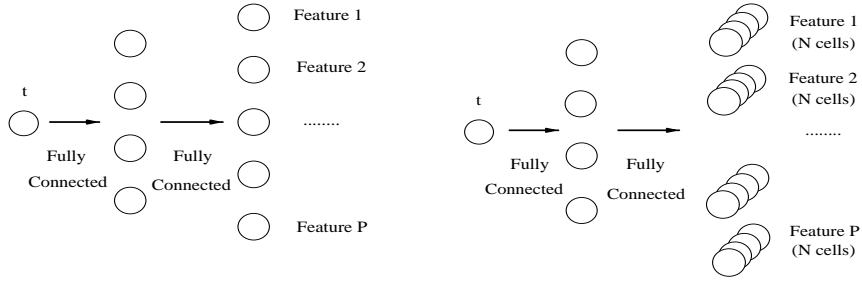 Feature 1
Feature 2
t
........
Fully
Connected
Fully
Connected
Feature P
Feature 1
(N cells)
Feature 2
(N cells)
t
........
Fully
Connected
Fully
Connected
Feature P
(N cells)